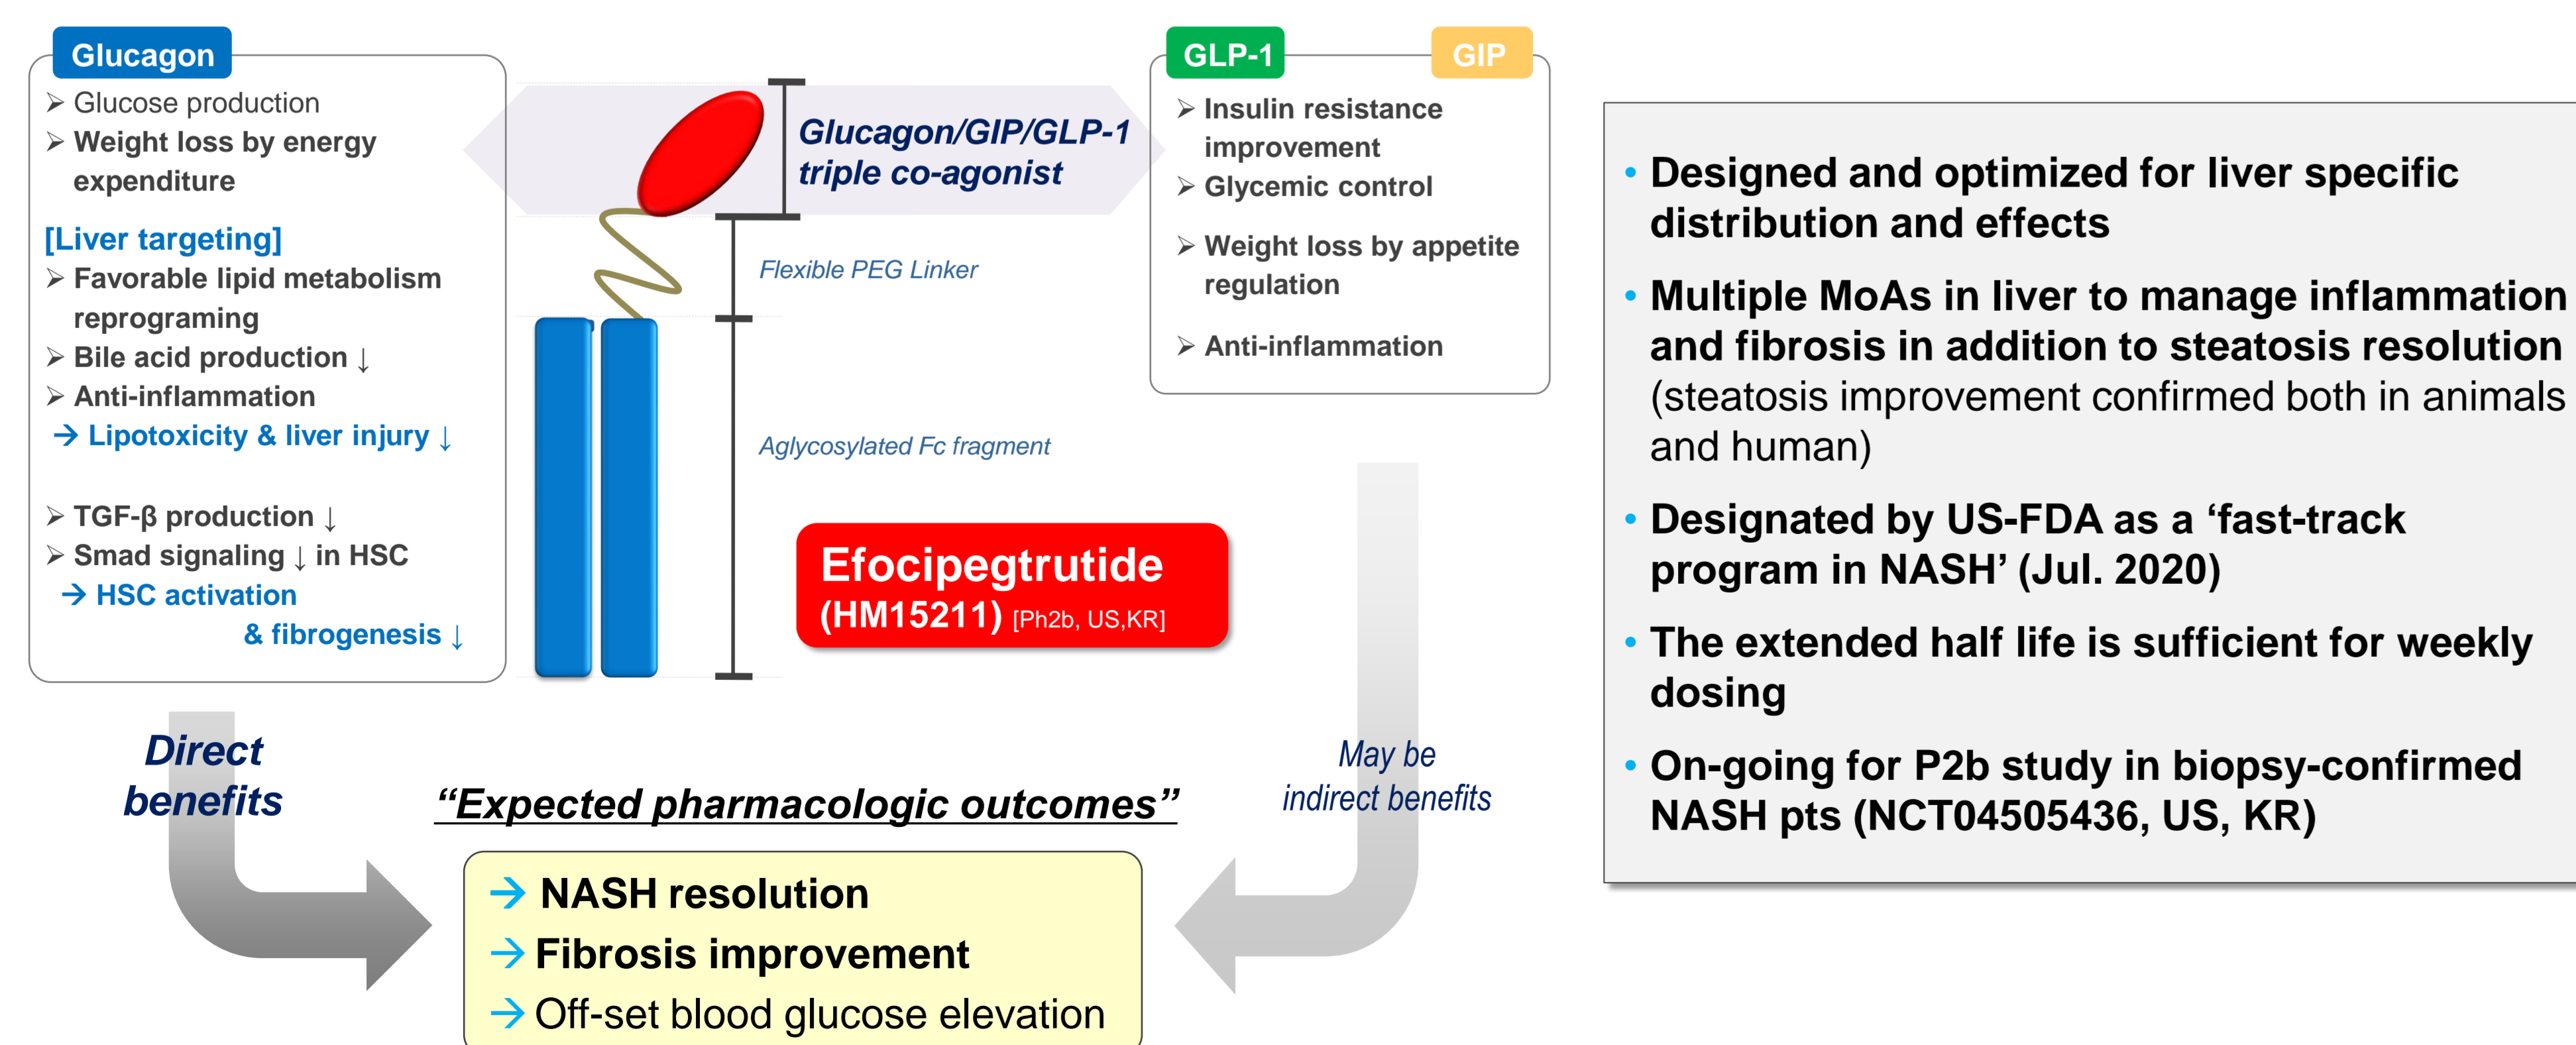 Glucagon
➢ Glucose production
➢ Weight loss by energy
expenditure
[Liver targeting]
➢ Favorable lipid metabolism
reprograming
➢ Bile acid production ↓
➢ Anti-inflammation
→ Lipotoxicity & liver injury ↓
➢ TGF-β production ↓
➢ Smad signaling ↓ in HSC
→ HSC activation
& fibrogenesis ↓
Glucagon/GIP/GLP-1
triple co-agonist
Flexible PEG Linker
Aglycosylated Fc fragment
Efocipegtrutide
(HM15211) [Ph2b, US,KR]
GLP-1
GIP
➢ Insulin resistance
improvement
➢ Glycemic control
➢ Weight loss by appetite
regulation
➢ Anti-inflammation
Direct
benefits
May be
indirect benefits
“Expected pharmacologic outcomes”
→ NASH resolution
→ Fibrosis improvement
→ Off-set blood glucose elevation
• Designed and optimized for liver specific
distribution and effects
• Multiple MoAs in liver to manage inflammation
and fibrosis in addition to steatosis resolution
(steatosis improvement confirmed both in animals
and human)
• Designated by US-FDA as a ‘fast-track
program in NASH’ (Jul. 2020)
• The extended half life is sufficient for weekly
dosing
• On-going for P2b study in biopsy-confirmed
NASH pts (NCT04505436, US, KR)